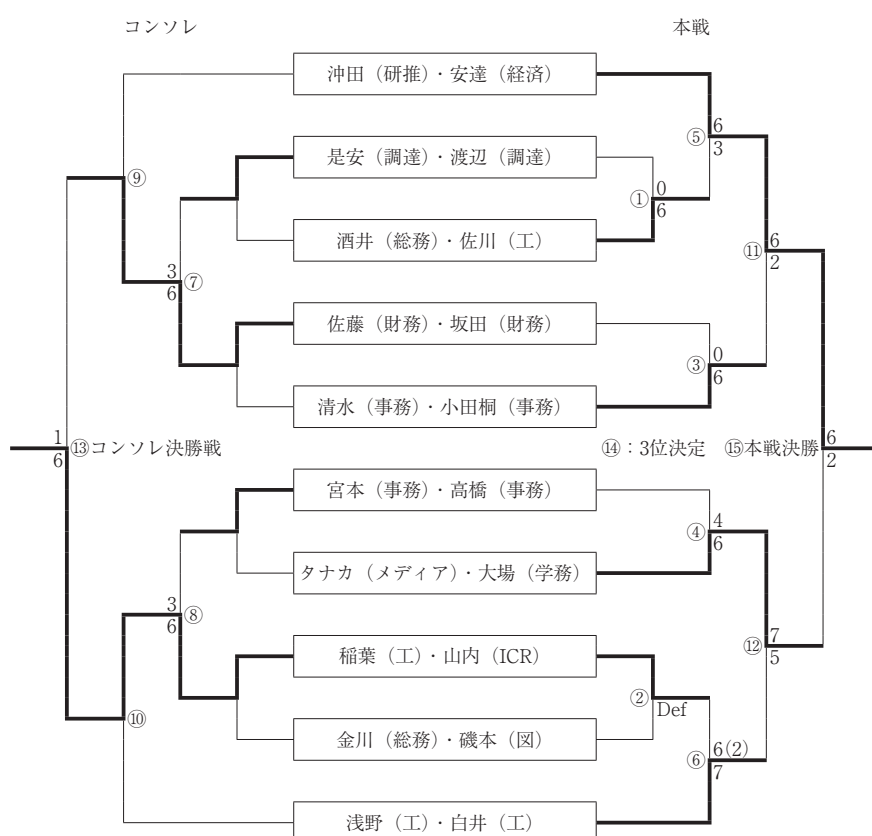 コンソレ 本戦
沖田（研推）・安達（経済）
6
⑤
3
是安（調達）・渡辺（調達）
⑨
0
①
6
酒井（総務）・佐川（工）
6
⑪
2
3
⑦
6
佐藤（財務）・坂田（財務）
0
③
6
清水（事務）・小田桐（事務）
1
6
⑬コンソレ決勝戦 ⑭：3位決定 ⑮本戦決勝
6
2
宮本（事務）・高橋（事務）
4
④
6
タナカ（メディア）・大場（学務）
3
⑧
6
7
⑫
5
稲葉（工）・山内（ICR）
②
Def
⑩
金川（総務）・磯本（図）
6(2)
⑥
7
浅野（工）・白井（工）